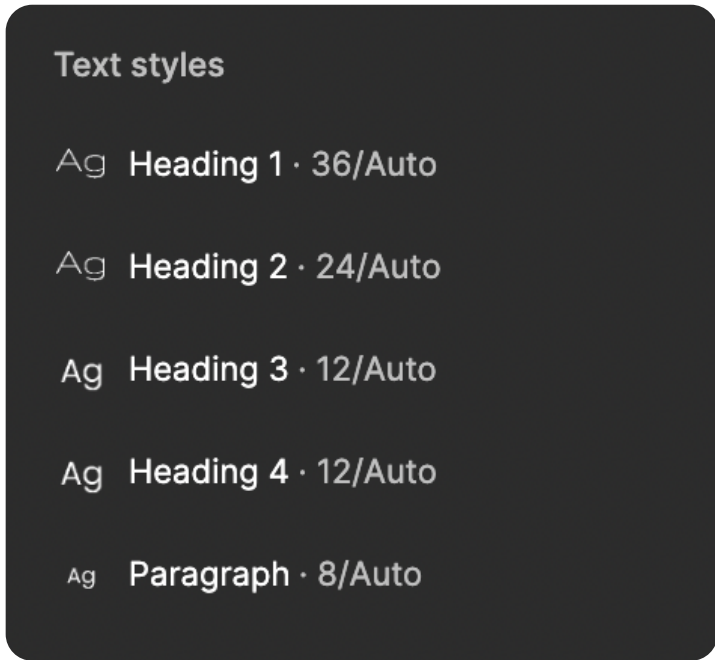 Text styles
Ag Heading 1 · 36/Auto
Ag Heading 2 · 24/Auto
Ag Heading 3 · 12/Auto
Ag Heading 4 · 12/Auto
Ag Paragraph · 8/Auto